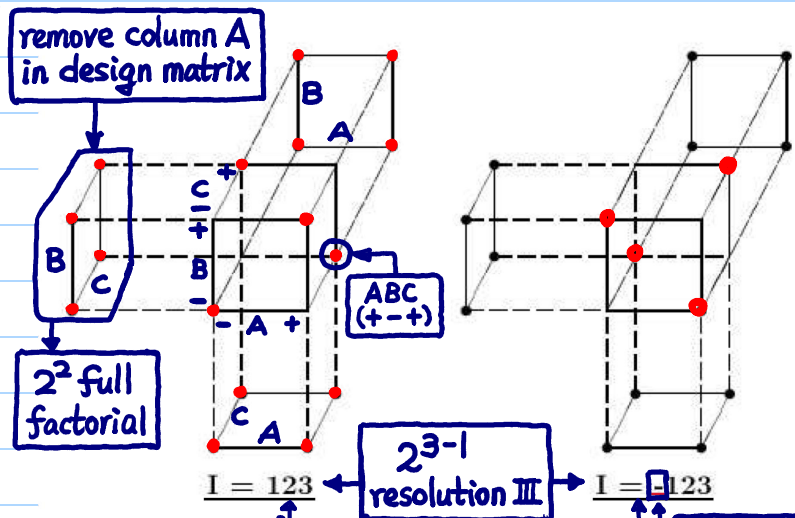 remove column A
in design matrix
B
A
+
C
−
+
B
−
B
C
− A +
ABC
(+−+)
2² full
factorial
C
A
2³⁻¹
resolution III
I = 123
I = -123